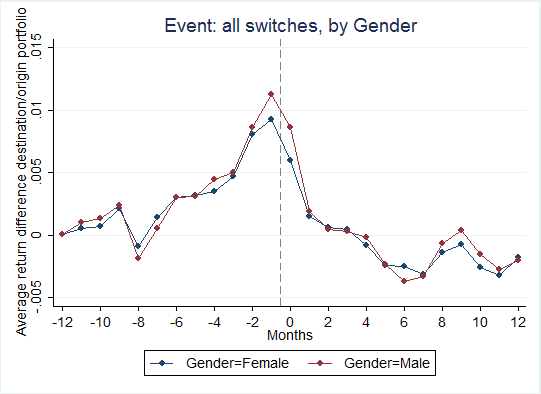 Event: all switches, by Gender
Average return difference destination/origin portfolio
.015
.01
.005
0
-.005
-12 -10 -8 -6 -4 -2 0 2 4 6 8 10 12
Months
Gender=Female Gender=Male